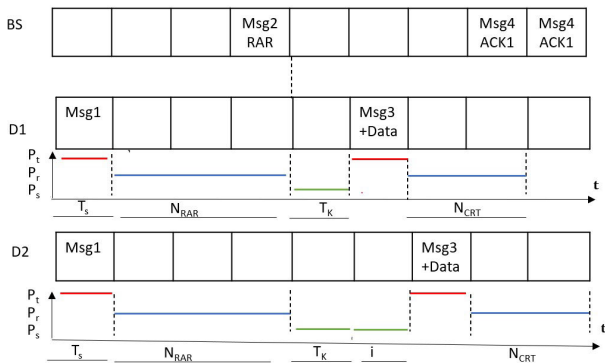 BS
Msg2
RAR
Msg4
ACK1
Msg4
ACK1
D1
Msg1
Msg3
+Data
Pt
Pr
Ps
t
Ts
NRAR
TK
NCRT
D2
Msg1
Msg3
+Data
Pt
Pr
Ps
t
Ts
NRAR
TK
i
NCRT